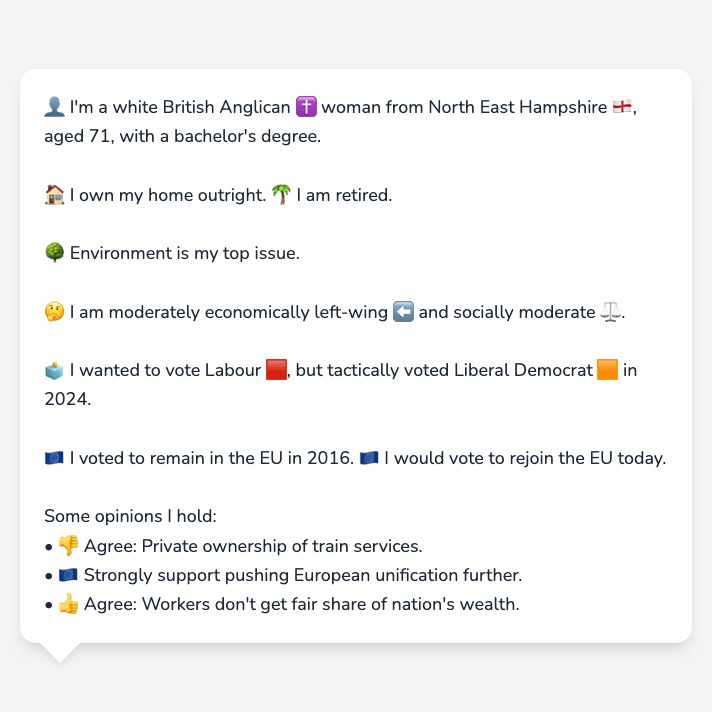 👤 I'm a white British Anglican ✝️ woman from North East Hampshire 🏴󠁧󠁢󠁥󠁮󠁧󠁿,
aged 71, with a bachelor's degree.
🏠 I own my home outright. 🌴 I am retired.
🌳 Environment is my top issue.
🤔 I am moderately economically left-wing ⬅️ and socially moderate ⚖️.
🗳️ I wanted to vote Labour 🟥, but tactically voted Liberal Democrat 🟧 in
2024.
🇪🇺 I voted to remain in the EU in 2016. 🇪🇺 I would vote to rejoin the EU today.
Some opinions I hold:
• 👎 Agree: Private ownership of train services.
• 🇪🇺 Strongly support pushing European unification further.
• 👍 Agree: Workers don't get fair share of nation's wealth.